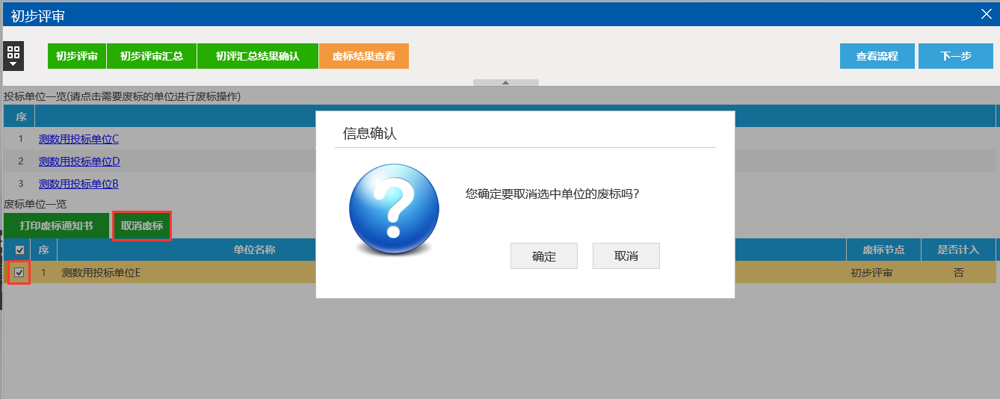 初步评审
初步评审 初步评审汇总 初评汇总结果确认 废标结果查看 查看流程 下一步
投标单位一览(请点击需要废标的单位进行废标操作)
序
1 测数用投标单位C
2 测数用投标单位D
3 测数用投标单位B
废标单位一览
打印废标通知书 取消废标
序 单位名称 废标节点 是否计入
1 测数用投标单位E 初步评审 否
信息确认
您确定要取消选中单位的废标吗?
确定 取消